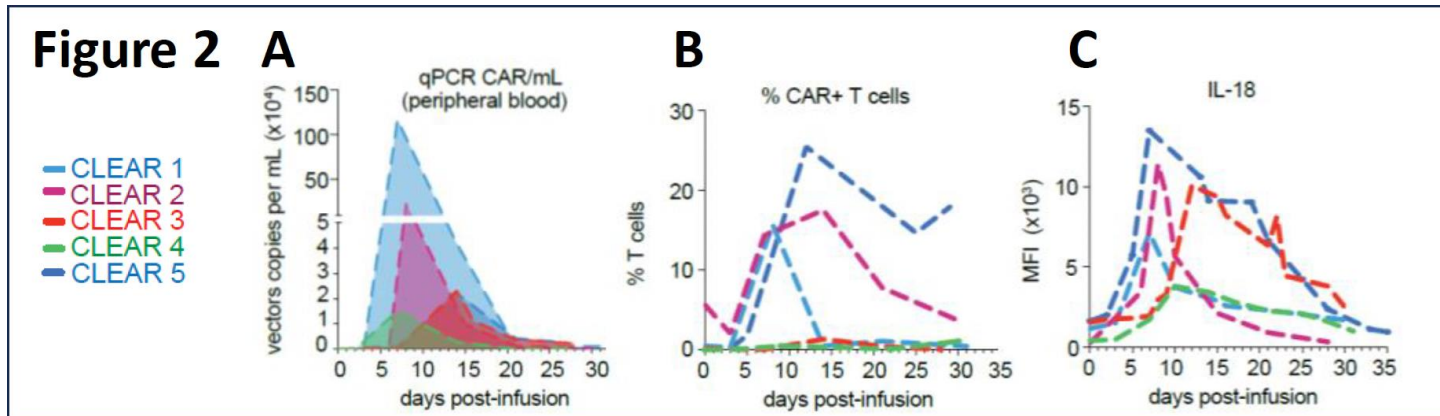 Figure 2
CLEAR 1
CLEAR 2
CLEAR 3
CLEAR 4
CLEAR 5
A
qPCR CAR/mL
(peripheral blood)
vectors copies per mL (x10⁴)
150
100
50
5
4
3
2
1
0
0 5 10 15 20 25 30
days post-infusion
B
% CAR+ T cells
% T cells
30
20
10
0
0 5 10 15 20 25 30 35
days post-infusion
C
IL-18
MFI (x10³)
15
10
5
0
0 5 10 15 20 25 30 35
days post-infusion